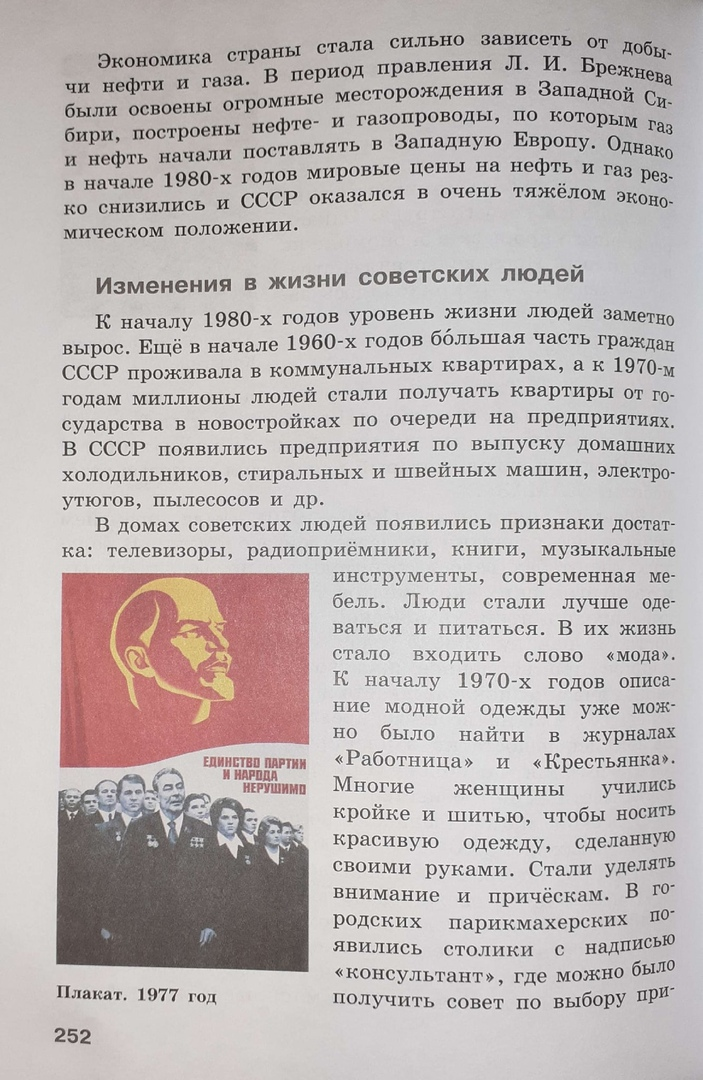 Экономика страны стала сильно зависеть от добы-
чи нефти и газа. В период правления Л. И. Брежнева
были освоены огромные месторождения в Западной Си-
бири, построены нефте- и газопроводы, по которым газ
и нефть начали поставлять в Западную Европу. Однако
в начале 1980-х годов мировые цены на нефть и газ рез-
ко снизились и СССР оказался в очень тяжёлом эконо-
мическом положении.
Изменения в жизни советских людей
К началу 1980-х годов уровень жизни людей заметно
вырос. Ещё в начале 1960-х годов бо́льшая часть граждан
СССР проживала в коммунальных квартирах, а к 1970-м
годам миллионы людей стали получать квартиры от го-
сударства в новостройках по очереди на предприятиях.
В СССР появились предприятия по выпуску домашних
холодильников, стиральных и швейных машин, электро-
утюгов, пылесосов и др.
В домах советских людей появились признаки достат-
ка: телевизоры, радиоприёмники, книги, музыкальные
инструменты, современная ме-
бель. Люди стали лучше оде-
ваться и питаться. В их жизнь
стало входить слово «мода».
К началу 1970-х годов описа-
ние модной одежды уже мож-
но было найти в журналах
«Работница» и «Крестьянка».
Многие женщины учились
кройке и шитью, чтобы носить
красивую одежду, сделанную
своими руками. Стали уделять
внимание и причёскам. В го-
родских парикмахерских по-
явились столики с надписью
«консультант», где можно было
получить совет по выбору при-
ЕДИНСТВО ПАРТИИ
И НАРОДА
НЕРУШИМО
Плакат. 1977 год
252